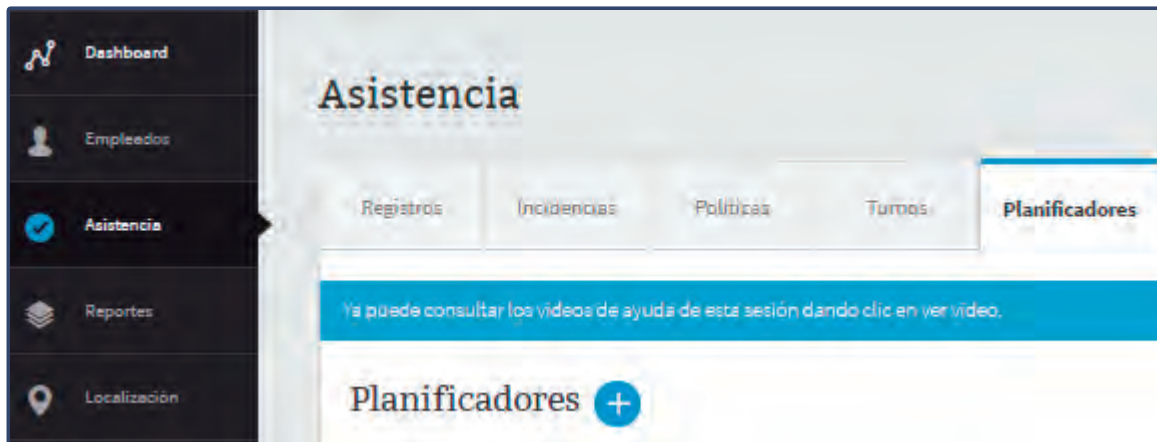 Dashboard
Empleados
Asistencia
Reportes
Localización
Asistencia
Registros Incidencias Políticas Turnos Planificadores
Ya puede consultar los videos de ayuda de esta sesión dando clic en ver video.
Planificadores +